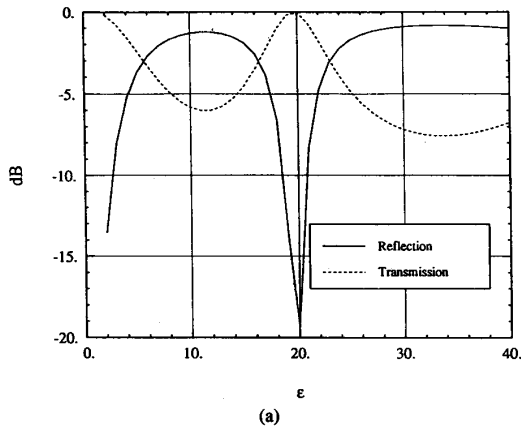 0.
-5.
-10.
-15.
-20.
dB
Reflection
Transmission
0. 10. 20. 30. 40.
ε
(a)